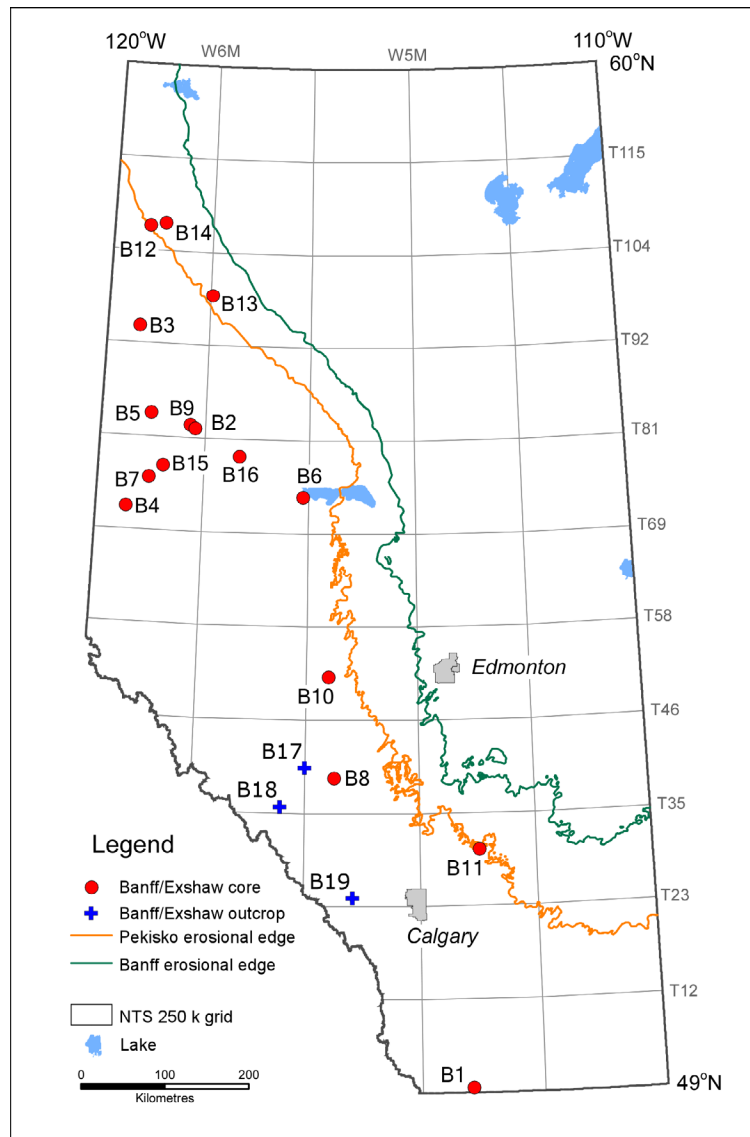 120°W
W6M
W5M
110°W
60°N
T115
B12
B14
T104
B13
B3
T92
B5
B9
B2
T81
B15
B16
B7
B6
B4
T69
T58
Edmonton
B10
T46
B17
B8
B18
T35
Legend
B11
Banff/Exshaw core
B19
T23
Banff/Exshaw outcrop
Calgary
Pekisko erosional edge
Banff erosional edge
T12
NTS 250 k grid
Lake
B1
49°N
0 100 200
Kilometres